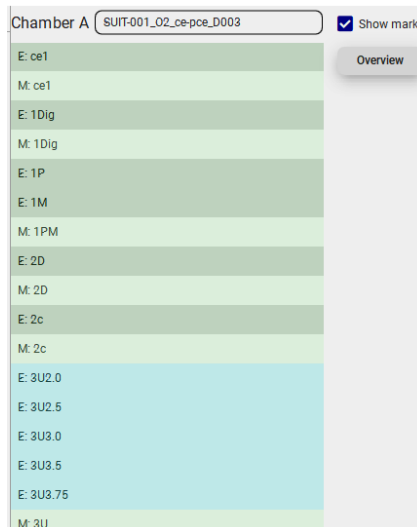 Chamber A SUIT-001_O2_ce-pce_D003 Show mark
Overview
E: ce1
M: ce1
E: 1Dig
M: 1Dig
E: 1P
E: 1M
M: 1PM
E: 2D
M: 2D
E: 2c
M: 2c
E: 3U2.0
E: 3U2.5
E: 3U3.0
E: 3U3.5
E: 3U3.75
M: 3U